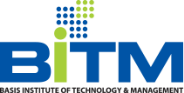 BiTM
BASIS INSTITUTE OF TECHNOLOGY & MANAGEMENT